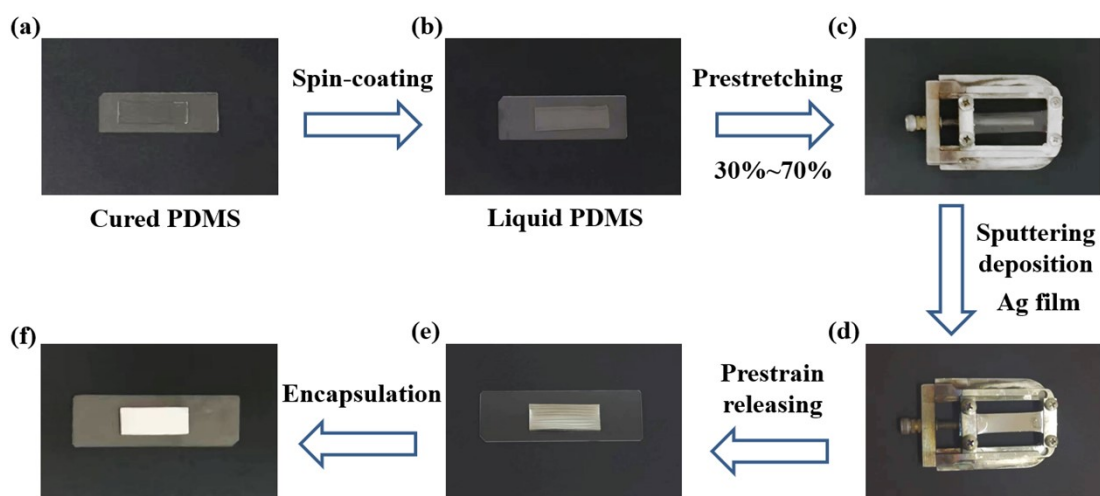 (a)
(b)
(c)
Spin-coating
Prestretching
30%~70%
Cured PDMS
Liquid PDMS
Sputtering
deposition
Ag film
(f)
(e)
(d)
Encapsulation
Prestrain
releasing